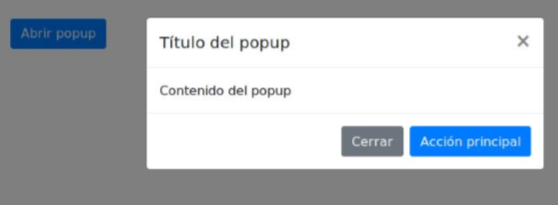 Abrir popup
Título del popup ×
Contenido del popup
Cerrar Acción principal